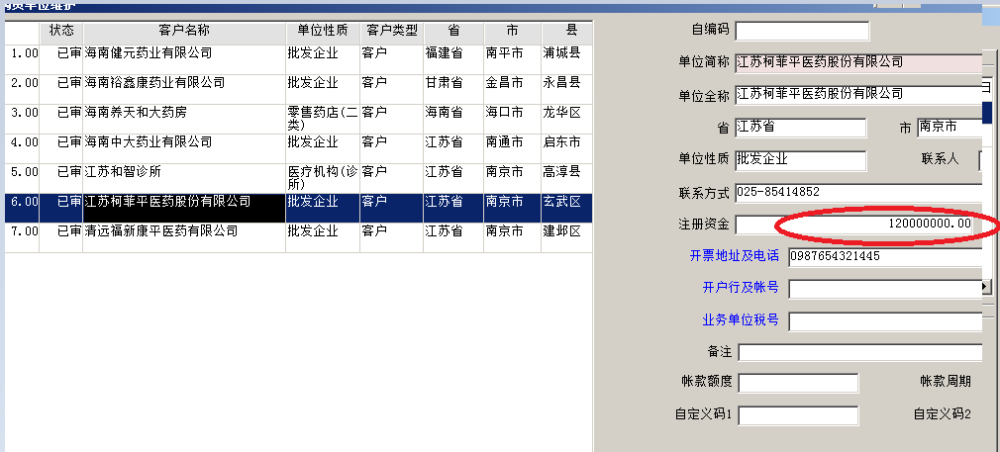 购货单位维护
状态 客户名称 单位性质 客户类型 省 市 县
1.00 已审 海南健元药业有限公司 批发企业 客户 福建省 南平市 浦城县
2.00 已审 海南裕鑫康药业有限公司 批发企业 客户 甘肃省 金昌市 永昌县
3.00 已审 海南养天和大药房 零售药店(二类) 客户 海南省 海口市 龙华区
4.00 已审 海南中大药业有限公司 批发企业 客户 江苏省 南通市 启东市
5.00 已审 江苏和智诊所 医疗机构(诊所) 客户 江苏省 南京市 高淳县
6.00 已审 江苏柯菲平医药股份有限公司 批发企业 客户 江苏省 南京市 玄武区
7.00 已审 清远福新康平医药有限公司 批发企业 客户 江苏省 南京市 建邺区
自编码
单位简称 江苏柯菲平医药股份有限公司
单位全称 江苏柯菲平医药股份有限公司
省 江苏省 市 南京市
单位性质 批发企业 联系人
联系方式 025-85414852
注册资金 120000000.00
开票地址及电话 0987654321445
开户行及帐号
业务单位税号
备注
帐款额度 帐款周期
自定义码1 自定义码2